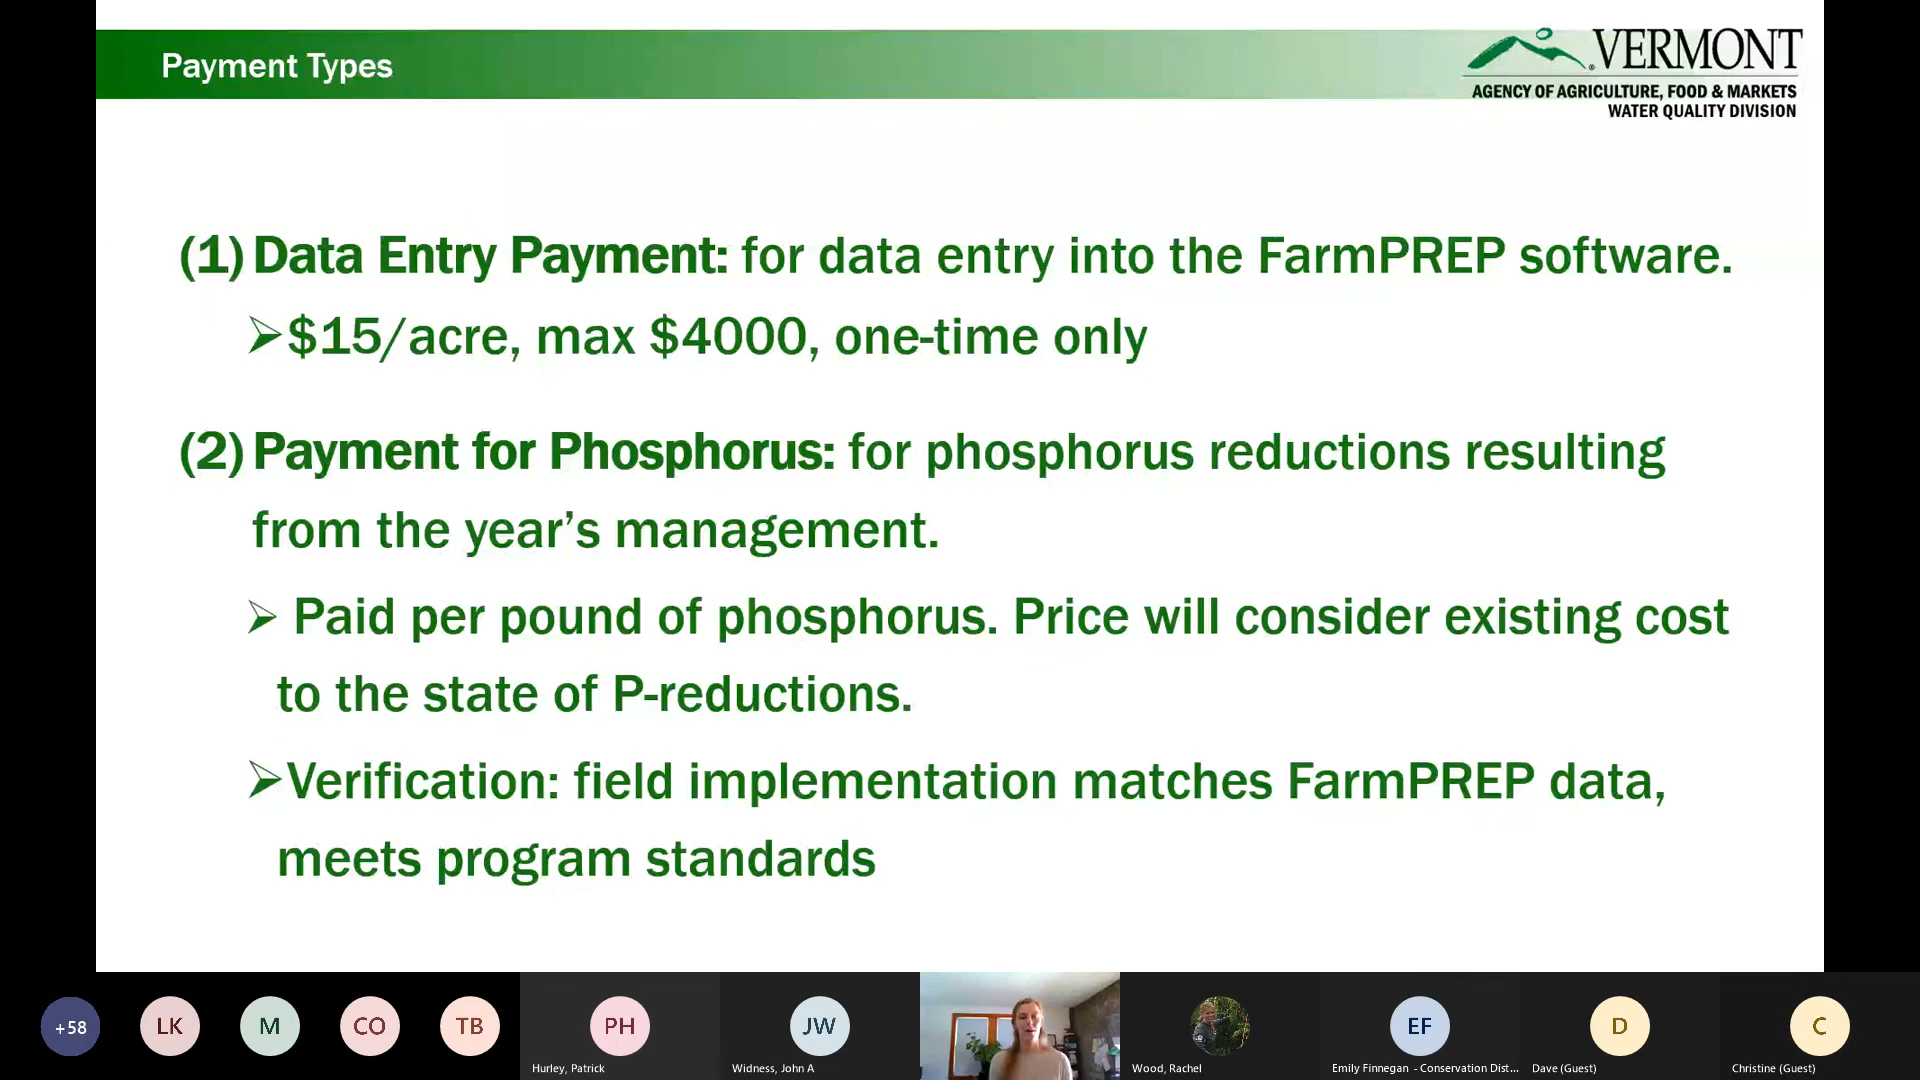 Payment Types
VERMONT
AGENCY OF AGRICULTURE, FOOD & MARKETS
WATER QUALITY DIVISION
(1) Data Entry Payment: for data entry into the FarmPREP software.
➢$15/acre, max $4000, one-time only
(2) Payment for Phosphorus: for phosphorus reductions resulting
from the year’s management.
➢ Paid per pound of phosphorus. Price will consider existing cost
to the state of P-reductions.
➢Verification: field implementation matches FarmPREP data,
meets program standards
+58
LK
M
CO
TB
PH
JW
EF
D
C
Hurley, Patrick
Widness, John A
Wood, Rachel
Emily Finnegan - Conservation Dist...
Dave (Guest)
Christine (Guest)